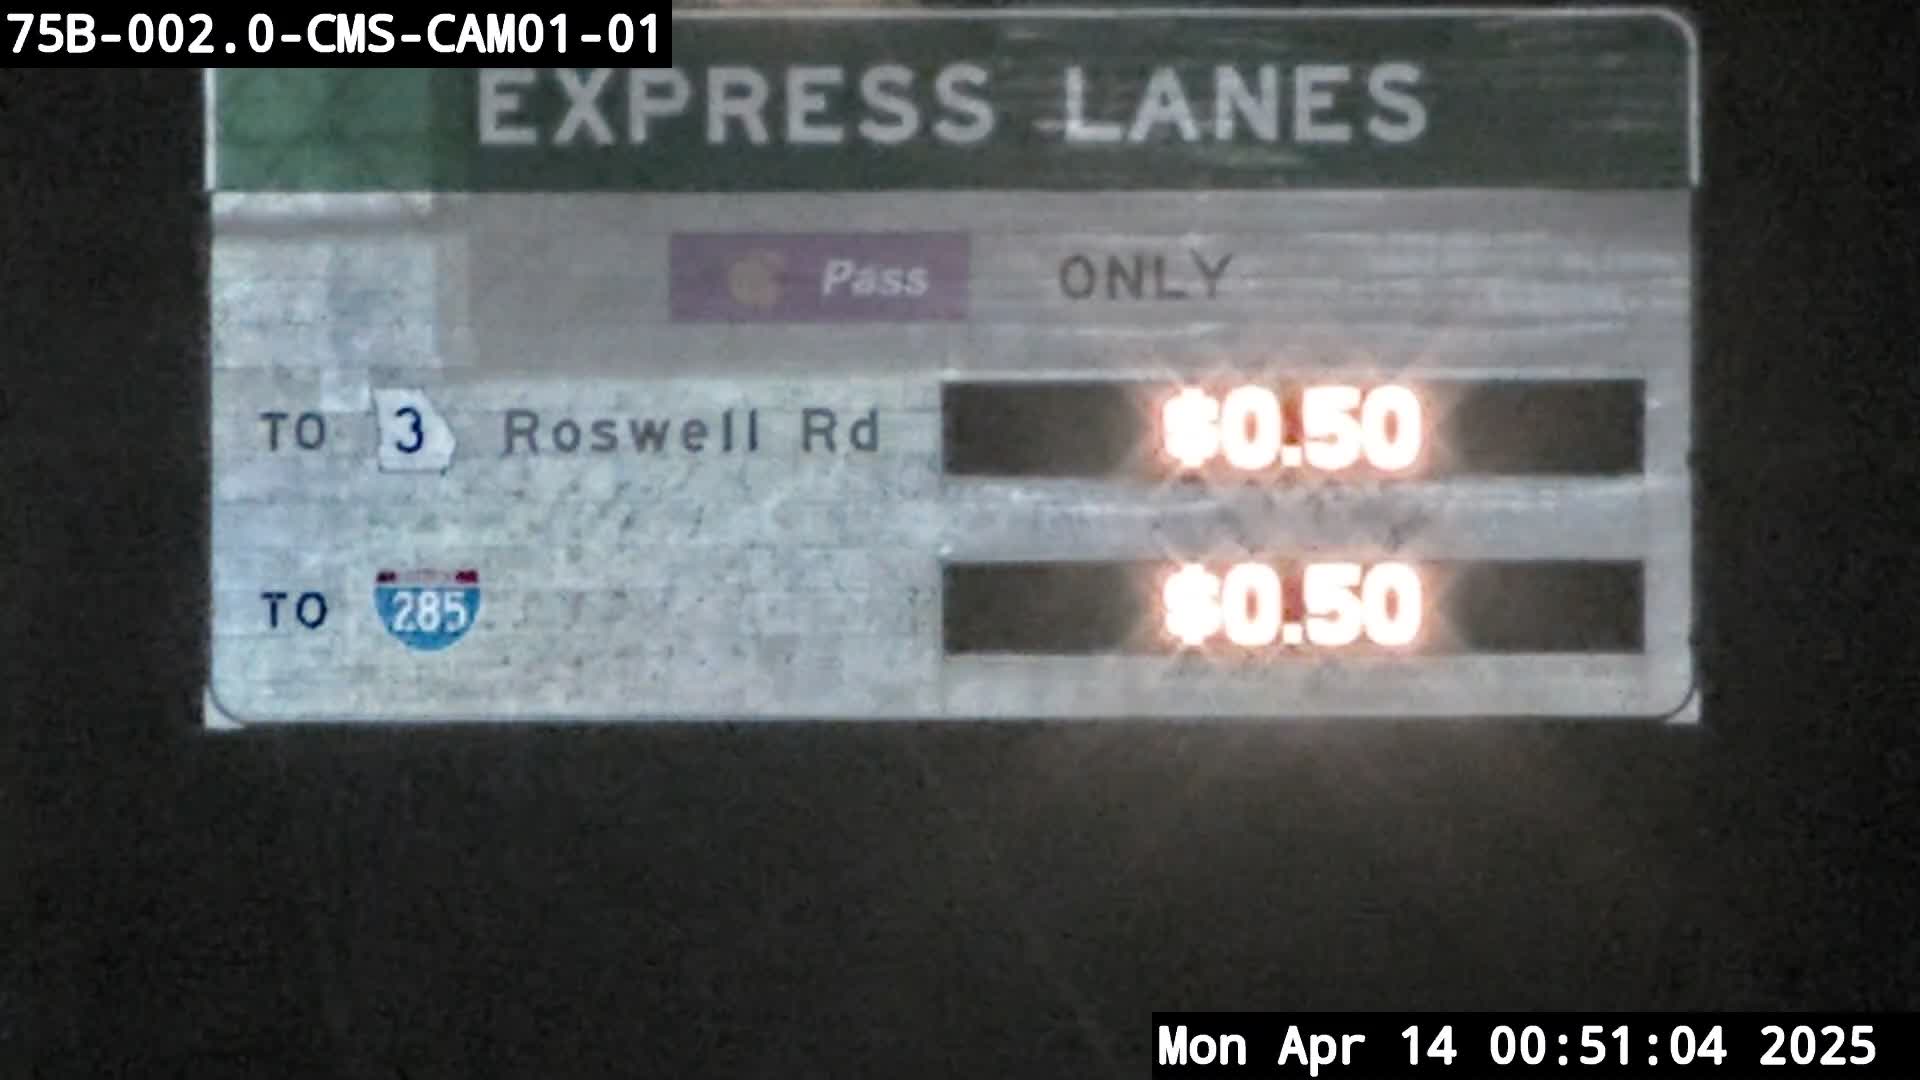 75B-002.0-CMS-CAM01-01
EXPRESS LANES
Pass ONLY
TO 3 Roswell Rd $0.50
TO 285 $0.50
Mon Apr 14 00:51:04 2025